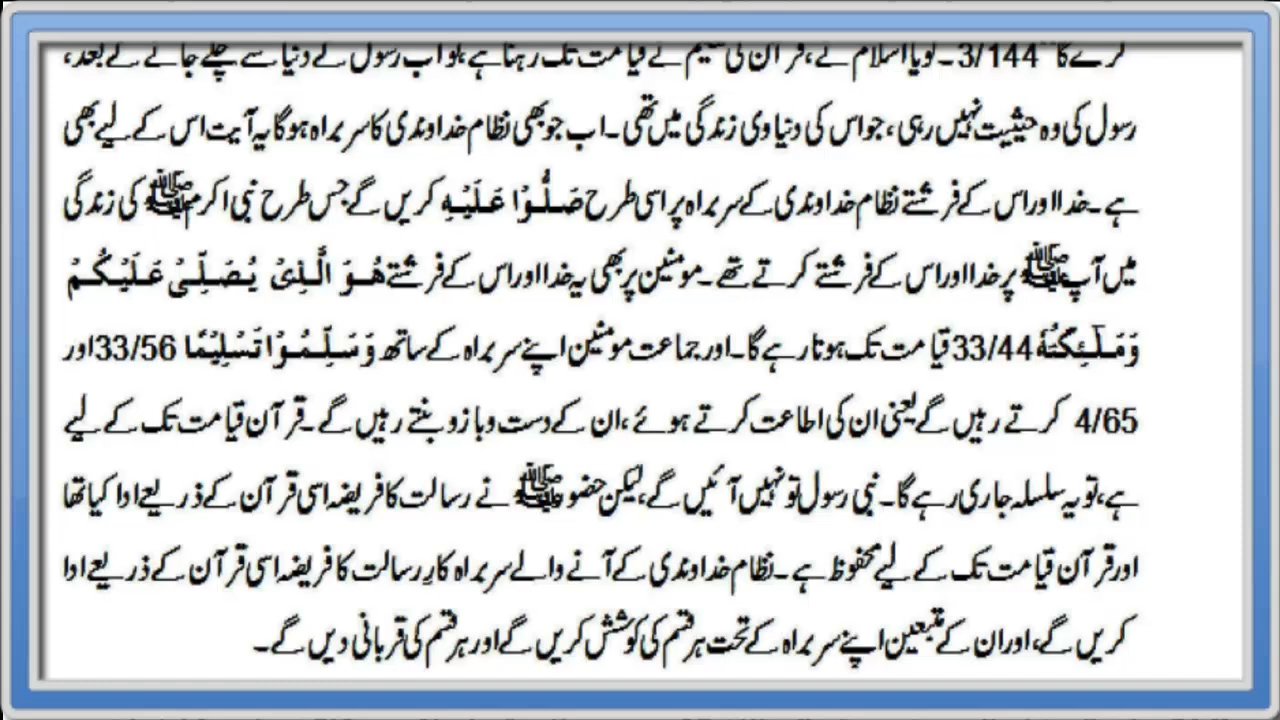 کرے گا" 3/144۔ گویا اسلام نے، قرآن کی تعلیم نے قیامت تک رہنا ہے، تو اب رسول کے دنیا سے چلے جانے کے بعد،
رسول کی وہ حیثیت نہیں رہی، جو اس کی دنیاوی زندگی میں تھی۔ اب جو بھی نظام خداوندی کا سربراہ ہوگا یہ آیت اس کے لیے بھی
ہے۔ خدا اور اس کے فرشتے نظام خداوندی کے سربراہ پر اسی طرح صَلُّوْا عَلَیْہِ کریں گے جس طرح نبی اکرم ﷺ کی زندگی
میں آپ ﷺ پر خدا اور اس کے فرشتے کرتے تھے۔ مومنین پر بھی یہ خدا اور اس کے فرشتے ھُوَ الَّذِیْ یُصَلِّیْ عَلَیْکُمْ
وَمَلٰٓئِکَتُہٗ 33/44 قیامت تک ہوتا رہے گا۔ اور جماعت مومنین اپنے سربراہ کے ساتھ وَسَلِّمُوْا تَسْلِیْمًا 33/56 اور
4/65 کرتے رہیں گے یعنی ان کی اطاعت کرتے ہوئے، ان کے دست و بازو بنتے رہیں گے۔ قرآن قیامت تک کے لیے
ہے، تو یہ سلسلہ جاری رہے گا۔ نبی رسول تو نہیں آئیں گے، لیکن حضور ﷺ نے رسالت کا فریضہ اسی قرآن کے ذریعے ادا کیا تھا
اور قرآن قیامت تک کے لیے محفوظ ہے۔ نظام خداوندی کے آنے والے سربراہ کارِ رسالت کا فریضہ اسی قرآن کے ذریعے ادا
کریں گے، اور ان کے متبعین اپنے سربراہ کے تحت ہر قسم کی کوشش کریں گے اور ہر قسم کی قربانی دیں گے۔